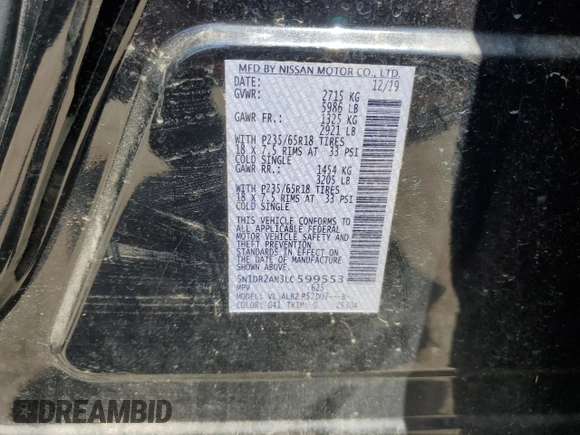 MFD BY NISSAN MOTOR CO., LTD.
DATE: 12/19
GVWR: 2715 KG
5986 LB
GAWR FR.: 1325 KG
2921 LB
WITH P235/65R18 TIRES
18 X 7.5 RIMS AT 33 PSI
COLD SINGLE
GAWR RR.: 1454 KG
3205 LB
WITH P235/65R18 TIRES
18 X 7.5 RIMS AT 33 PSI
COLD SINGLE
THIS VEHICLE CONFORMS TO
ALL APPLICABLE FEDERAL
MOTOR VEHICLE SAFETY AND
THEFT PREVENTION
STANDARDS IN EFFECT ON
THE DATE OF MANUFACTURE
SHOWN ABOVE.
5N1DR2AN3LC599553
MPV 625
MODEL:
COLOR: G41 TRIM: G
DREAMBID